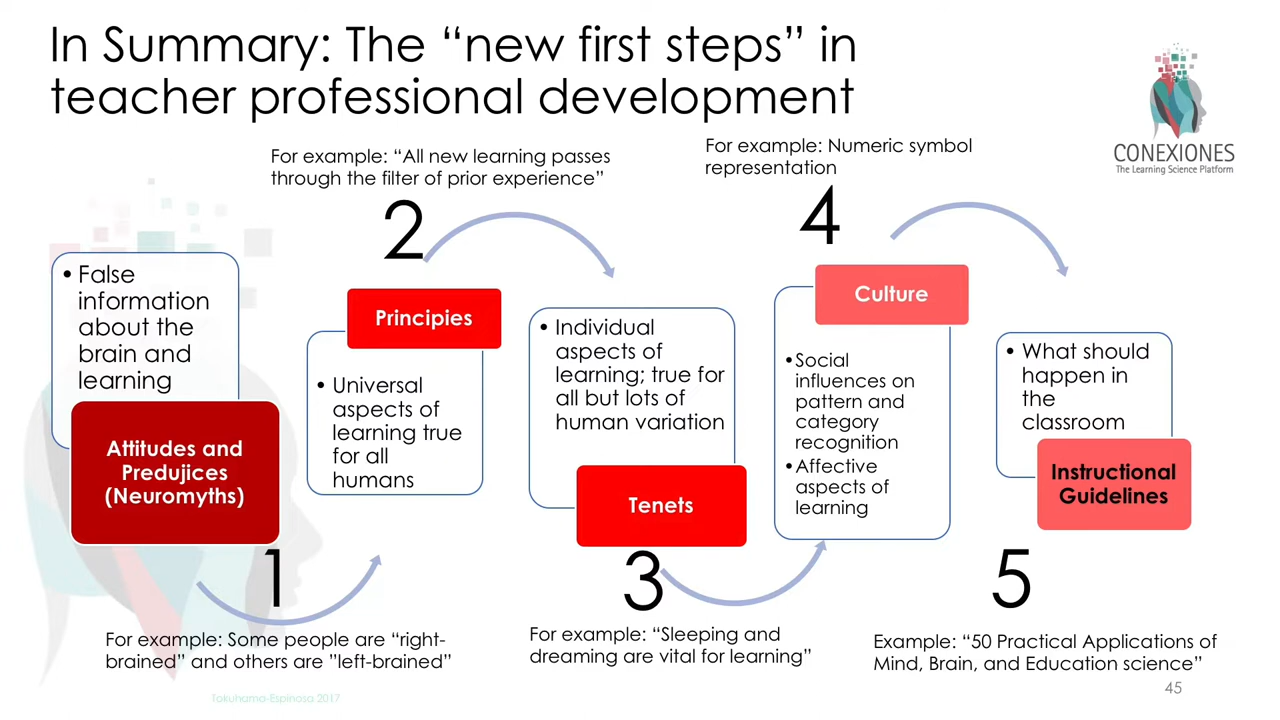 In Summary: The “new first steps” in
teacher professional development
CONEXIONES
The Learning Science Platform
• False
information
about the
brain and
learning
Attitudes and
Predujices
(Neuromyths)
1
For example: Some people are “right-
brained” and others are ”left-brained”
For example: “All new learning passes
through the filter of prior experience”
2
Principies
• Universal
aspects of
learning true
for all
humans
• Individual
aspects of
learning; true for
all but lots of
human variation
Tenets
3
For example: “Sleeping and
dreaming are vital for learning”
For example: Numeric symbol
representation
4
Culture
•Social
influences on
pattern and
category
recognition
•Affective
aspects of
learning
• What should
happen in
the
classroom
Instructional
Guidelines
5
Example: “50 Practical Applications of
Mind, Brain, and Education science”
Tokuhama-Espinosa 2017
45